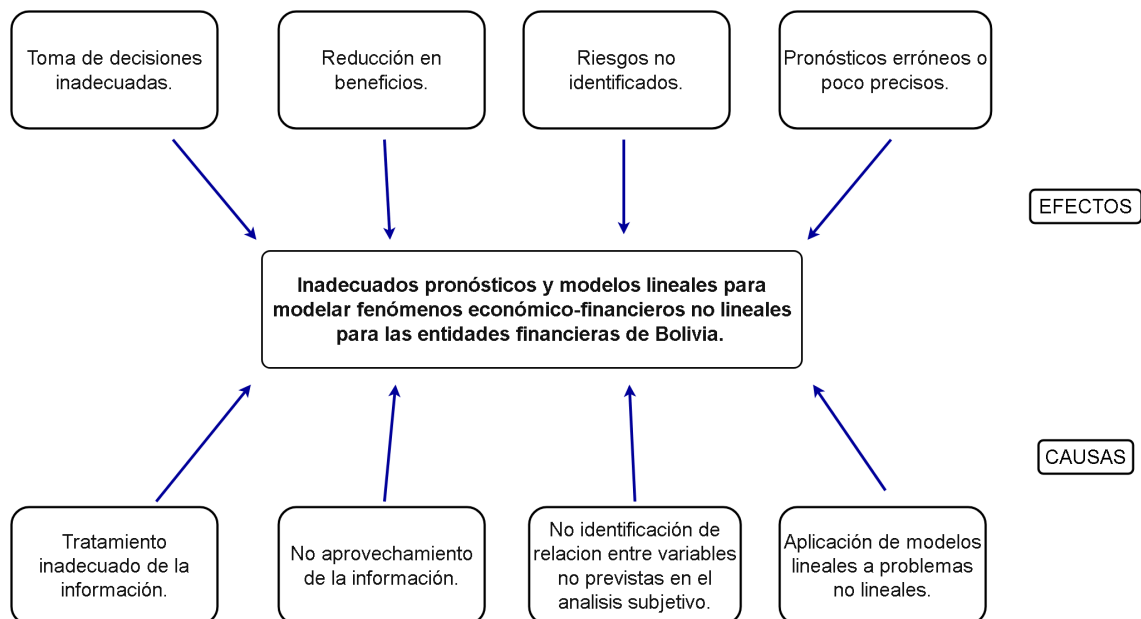 Toma de decisiones
inadecuadas.
Reducción en
beneficios.
Riesgos no
identificados.
Pronósticos erróneos o
poco precisos.
EFECTOS
Inadecuados pronósticos y modelos lineales para
modelar fenómenos económico-financieros no lineales
para las entidades financieras de Bolivia.
CAUSAS
Tratamiento
inadecuado de la
información.
No aprovechamiento
de la información.
No identificación de
relacion entre variables
no previstas en el
analisis subjetivo.
Aplicación de modelos
lineales a problemas
no lineales.